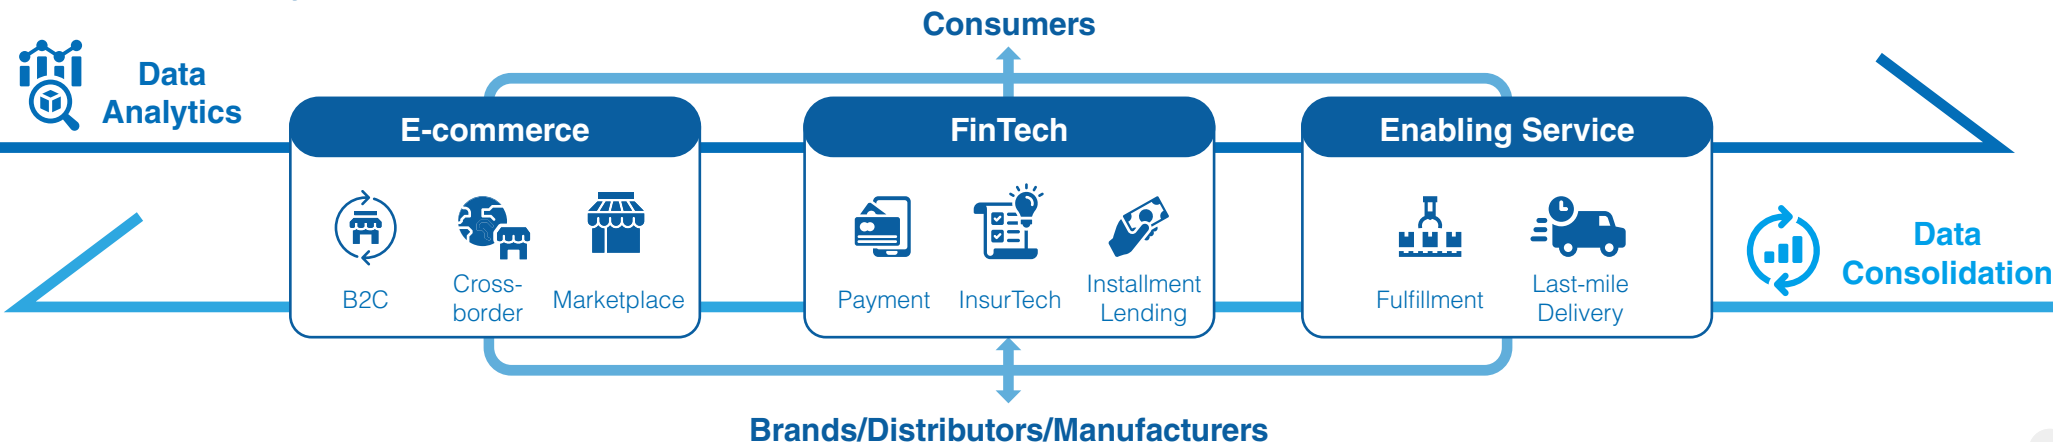 Consumers
Data
Analytics
E-commerce
FinTech
Enabling Service
B2C
Cross-
border
Marketplace
Payment
InsurTech
Installment
Lending
Fulfillment
Last-mile
Delivery
Data
Consolidation
Brands/Distributors/Manufacturers